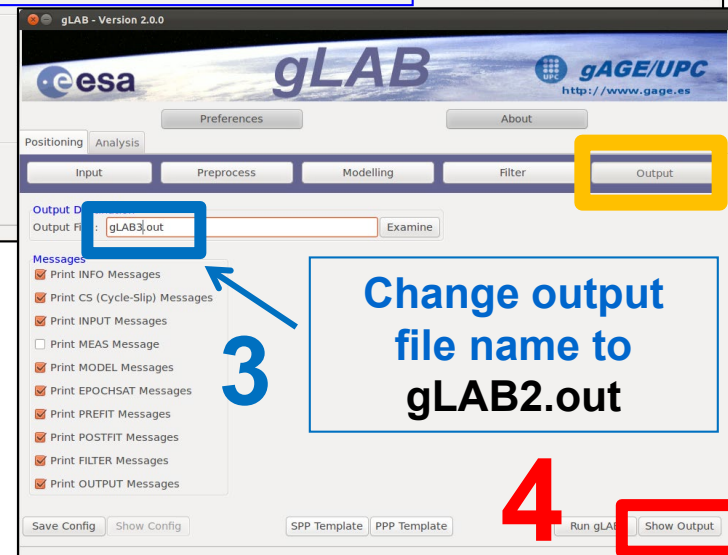 gLAB - Version 2.0.0
esa
gLAB
UPC
gAGE/UPC
http://www.gage.es
Preferences
About
Positioning
Analysis
Input
Preprocess
Modelling
Filter
Output
Output D
Output Fi : gLAB3.out
Examine
Messages
Print INFO Messages
Print CS (Cycle-Slip) Messages
Print INPUT Messages
Print MEAS Message
Print MODEL Messages
Print EPOCHSAT Messages
Print PREFIT Messages
Print POSTFIT Messages
Print FILTER Messages
Print OUTPUT Messages
3
Change output
file name to
gLAB2.out
4
Save Config
Show Config
SPP Template
PPP Template
Run gLAB
Show Output